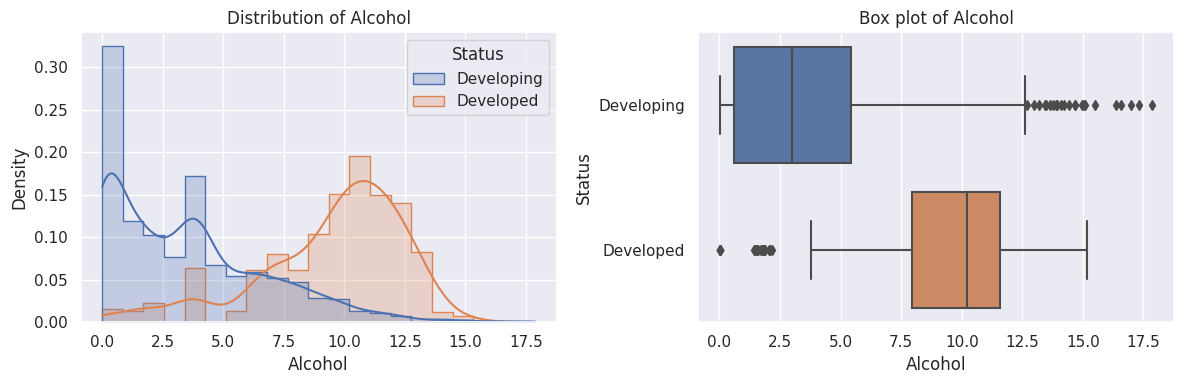 Distribution of Alcohol
Status
Developing
Developed
Density
0.30
0.25
0.20
0.15
0.10
0.05
0.00
0.0 2.5 5.0 7.5 10.0 12.5 15.0 17.5
Alcohol
Box plot of Alcohol
Status
Developing
Developed
0.0 2.5 5.0 7.5 10.0 12.5 15.0 17.5
Alcohol